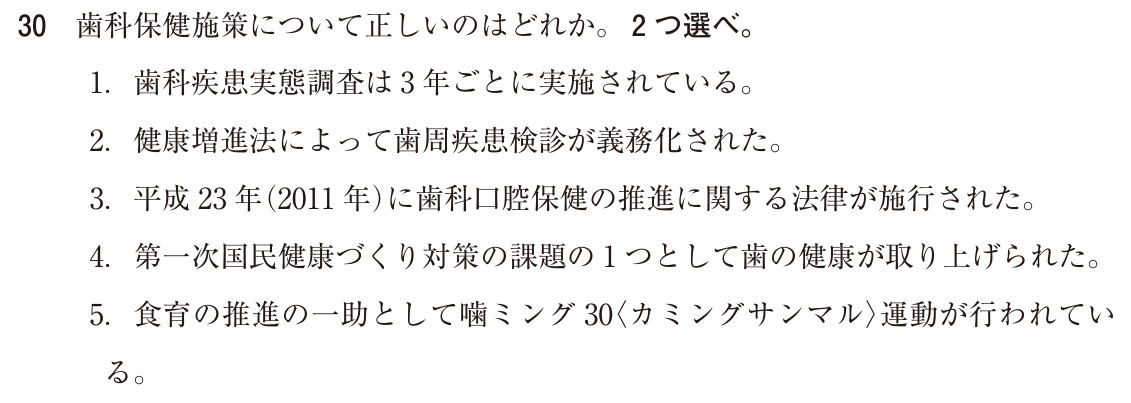 30 歯科保健施策について正しいのはどれか。2つ選べ。
1. 歯科疾患実態調査は3年ごとに実施されている。
2. 健康増進法によって歯周疾患検診が義務化された。
3. 平成23年(2011年)に歯科口腔保健の推進に関する法律が施行された。
4. 第一次国民健康づくり対策の課題の1つとして歯の健康が取り上げられた。
5. 食育の推進の一助として噛ミング30〈カミングサンマル〉運動が行われてい
る。